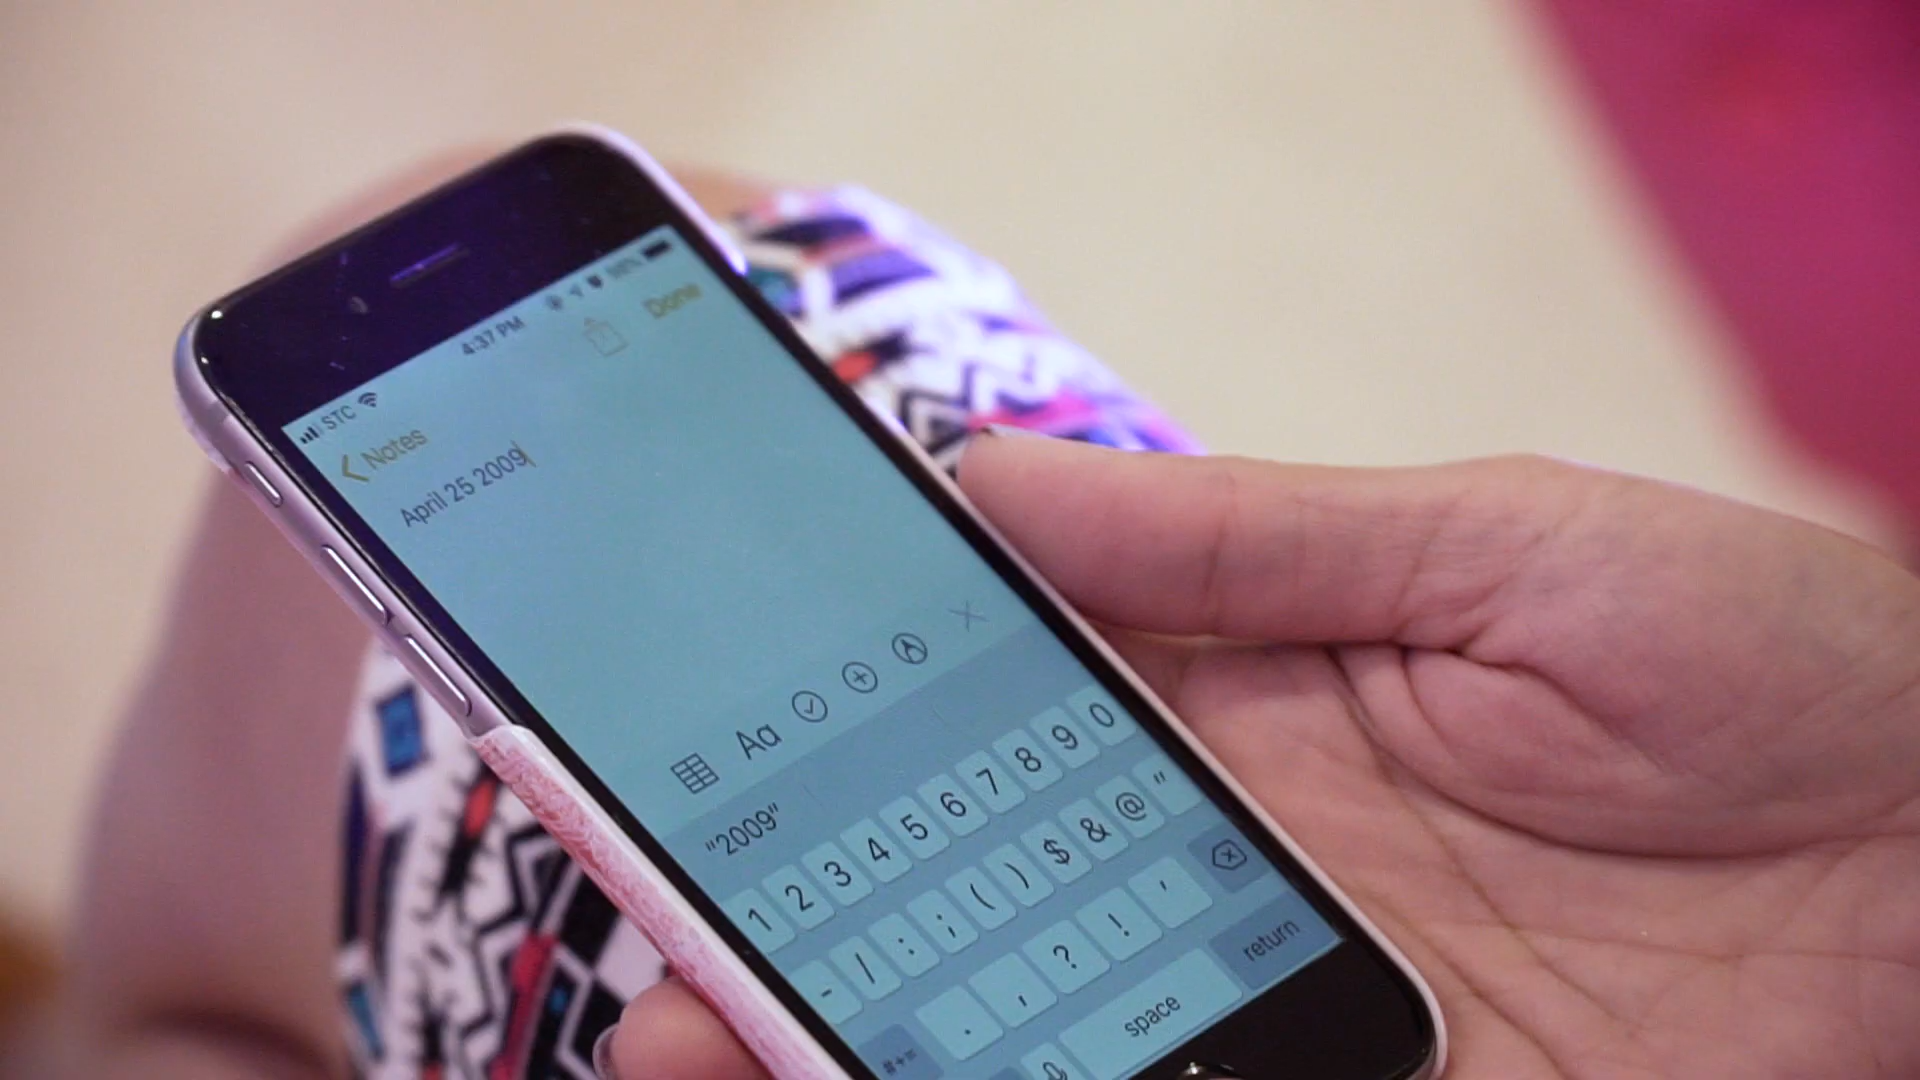 STC 4:37 PM
Notes Done
April 25 2009
Aa
"2009"
1 2 3 4 5 6 7 8 9 0
- / : ; ( ) $ & @ "
. , ? ! '
#+= space return